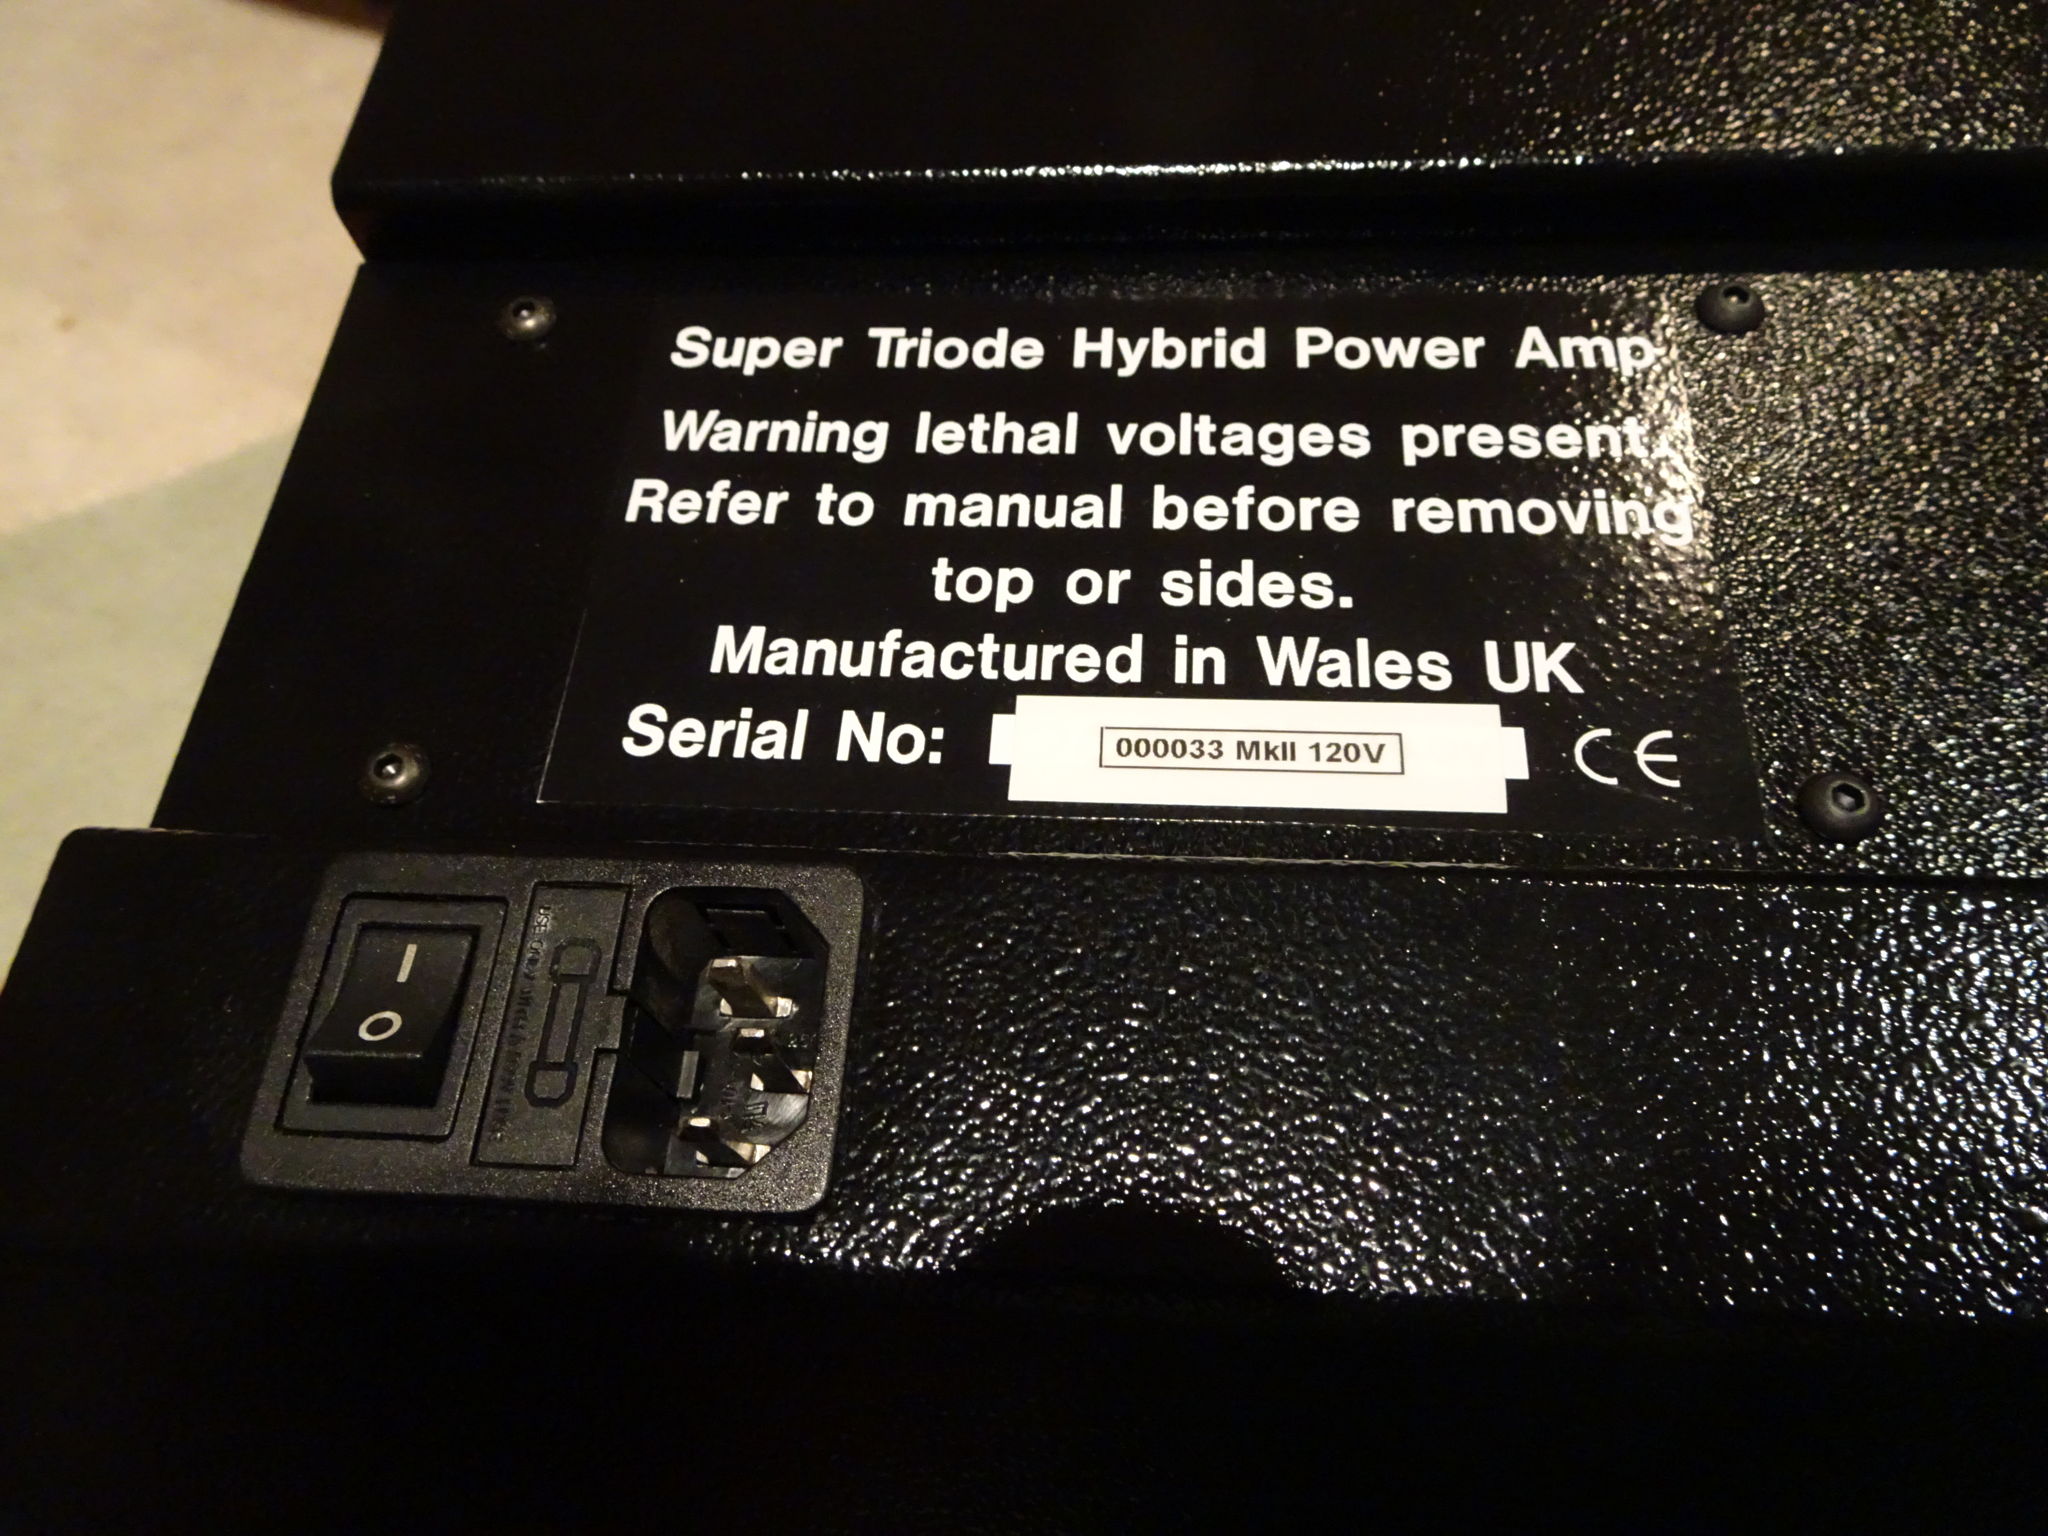 Super Triode Hybrid Power Amp
Warning lethal voltages present.
Refer to manual before removing
top or sides.
Manufactured in Wales UK
Serial No: 000033 MkII 120V CE
I
O